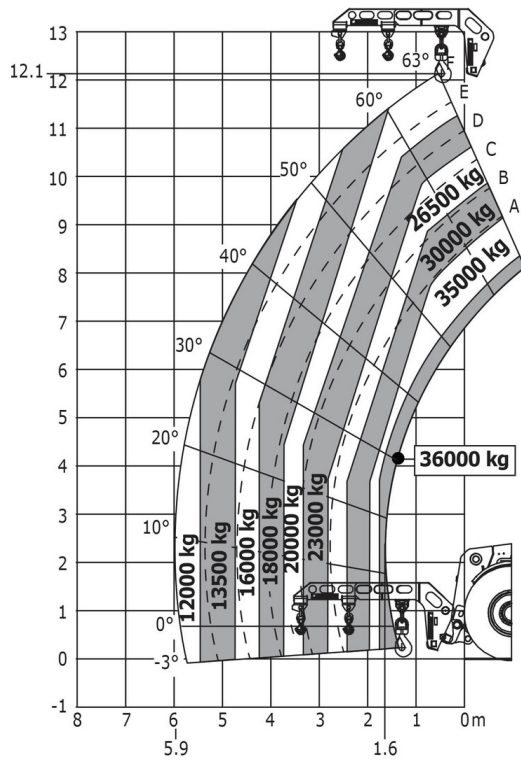 13
12.1
12
11
10
9
8
7
6
5
4
3
2
1
0
-1
63°
F
E
D
C
B
A
60°
50°
40°
30°
20°
10°
0°
-3°
26500 kg
30000 kg
35000 kg
36000 kg
12000 kg
13500 kg
16000 kg
18000 kg
20000 kg
23000 kg
8 7 6 5 4 3 2 1 0 m
5.9 1.6